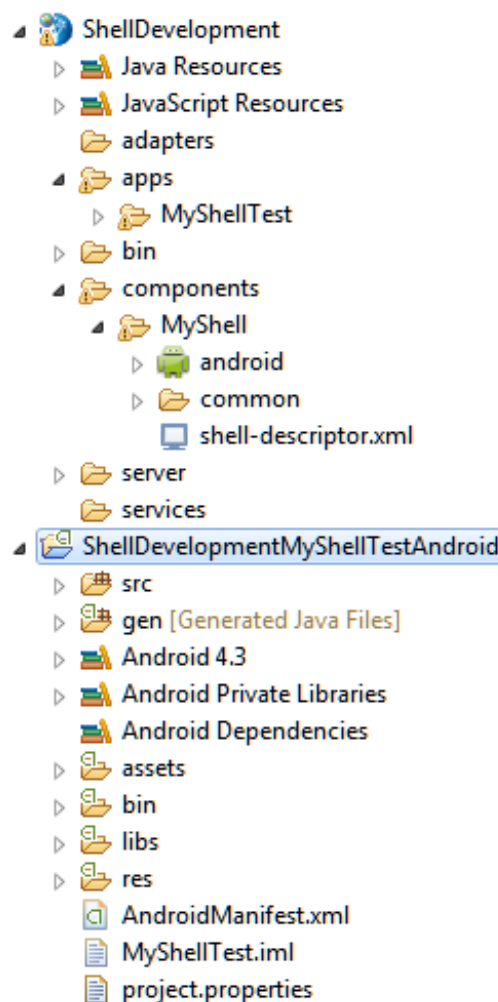 ShellDevelopment
Java Resources
JavaScript Resources
adapters
apps
MyShellTest
bin
components
MyShell
android
common
shell-descriptor.xml
server
services
ShellDevelopmentMyShellTestAndroid
src
gen [Generated Java Files]
Android 4.3
Android Private Libraries
Android Dependencies
assets
bin
libs
res
AndroidManifest.xml
MyShellTest.iml
project.properties